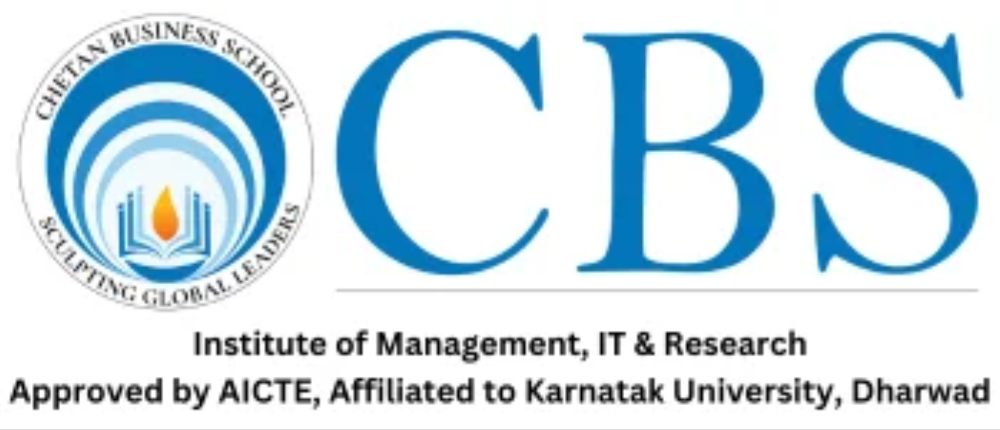 CHETAN BUSINESS SCHOOL
SCULPTING GLOBAL LEADERS
CBS
Institute of Management, IT & Research
Approved by AICTE, Affiliated to Karnatak University, Dharwad